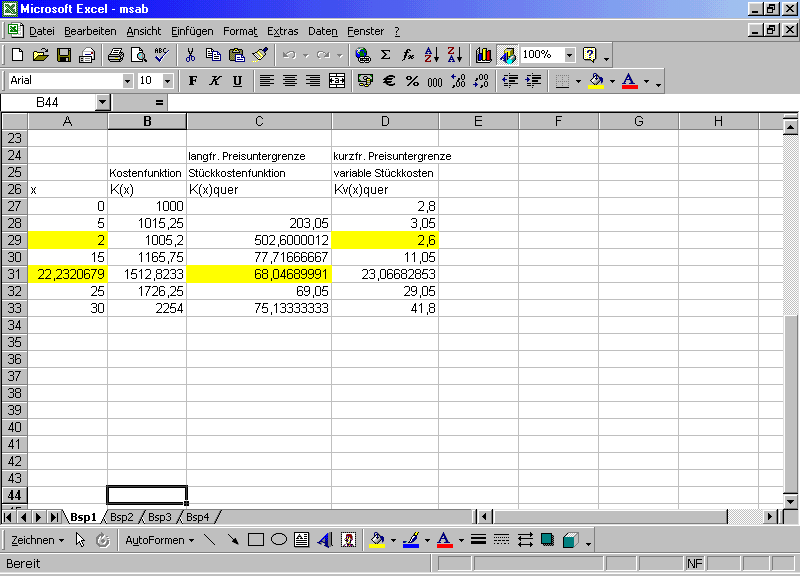 Microsoft Excel - msab
Datei Bearbeiten Ansicht Einfügen Format Extras Daten Fenster ?
100%
Arial 10 F K U € % 000
B44 =
A B C D E F G H
23
24 langfr. Preisuntergrenze kurzfr. Preisuntergrenze
25 Kostenfunktion Stückkostenfunktion variable Stückkosten
26 x K(x) K(x)quer Kv(x)quer
27 0 1000 2,8
28 5 1015,25 203,05 3,05
29 2 1005,2 502,6000012 2,6
30 15 1165,75 77,71666667 11,05
31 22,2320679 1512,8233 68,04689991 23,06682853
32 25 1726,25 69,05 29,05
33 30 2254 75,13333333 41,8
34
35
36
37
38
39
40
41
42
43
44
Bsp1 Bsp2 Bsp3 Bsp4
Zeichnen AutoFormen
Bereit NF